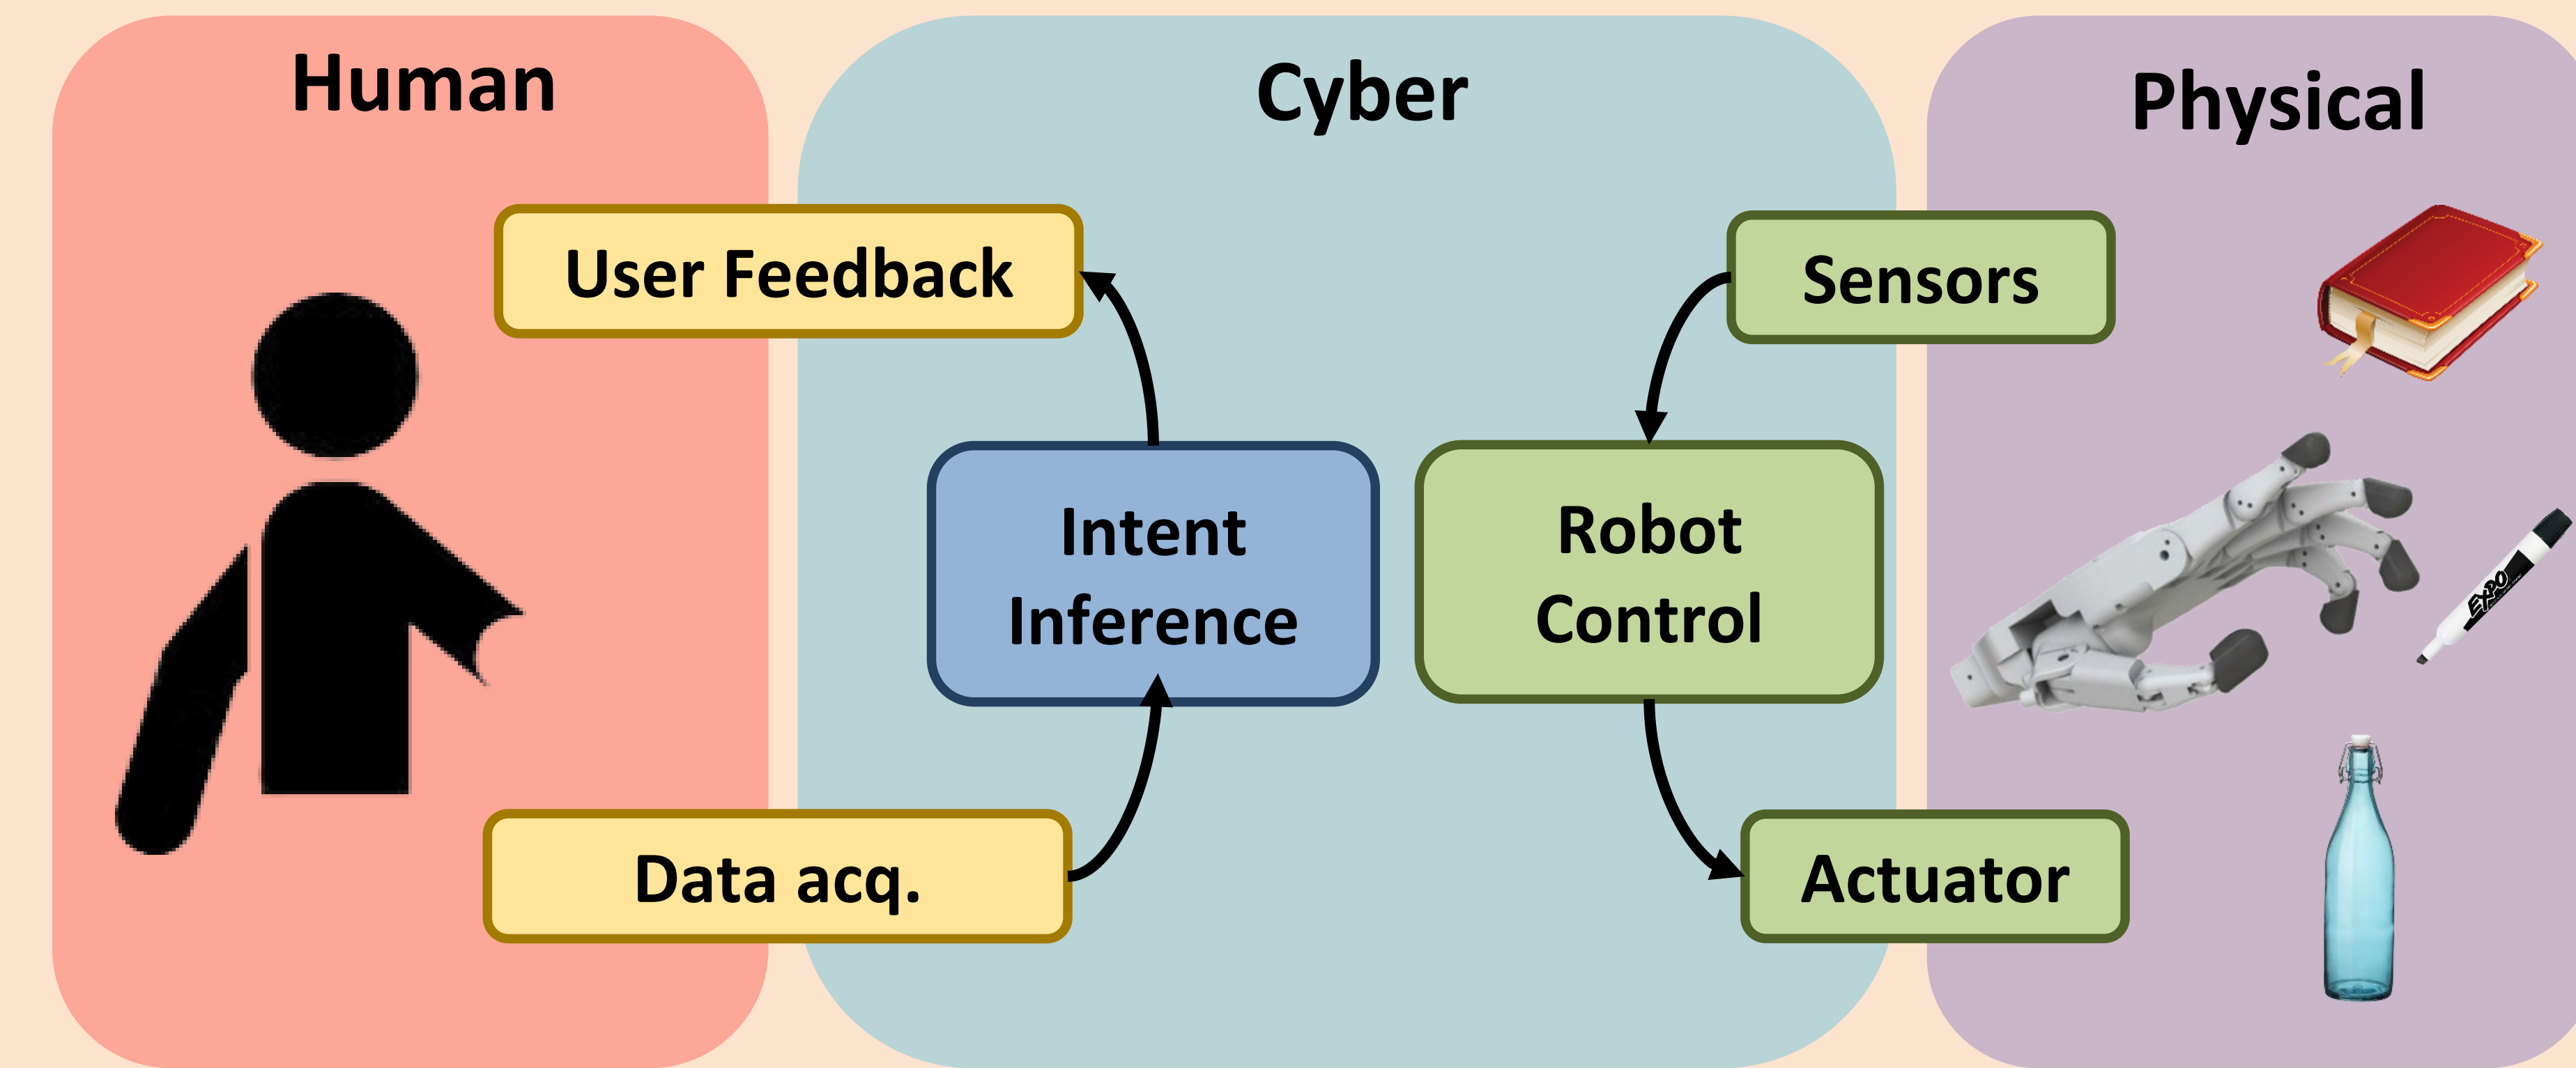 Human
Cyber
Physical
User Feedback
Sensors
Intent
Inference
Robot
Control
EXPO
Data acq.
Actuator